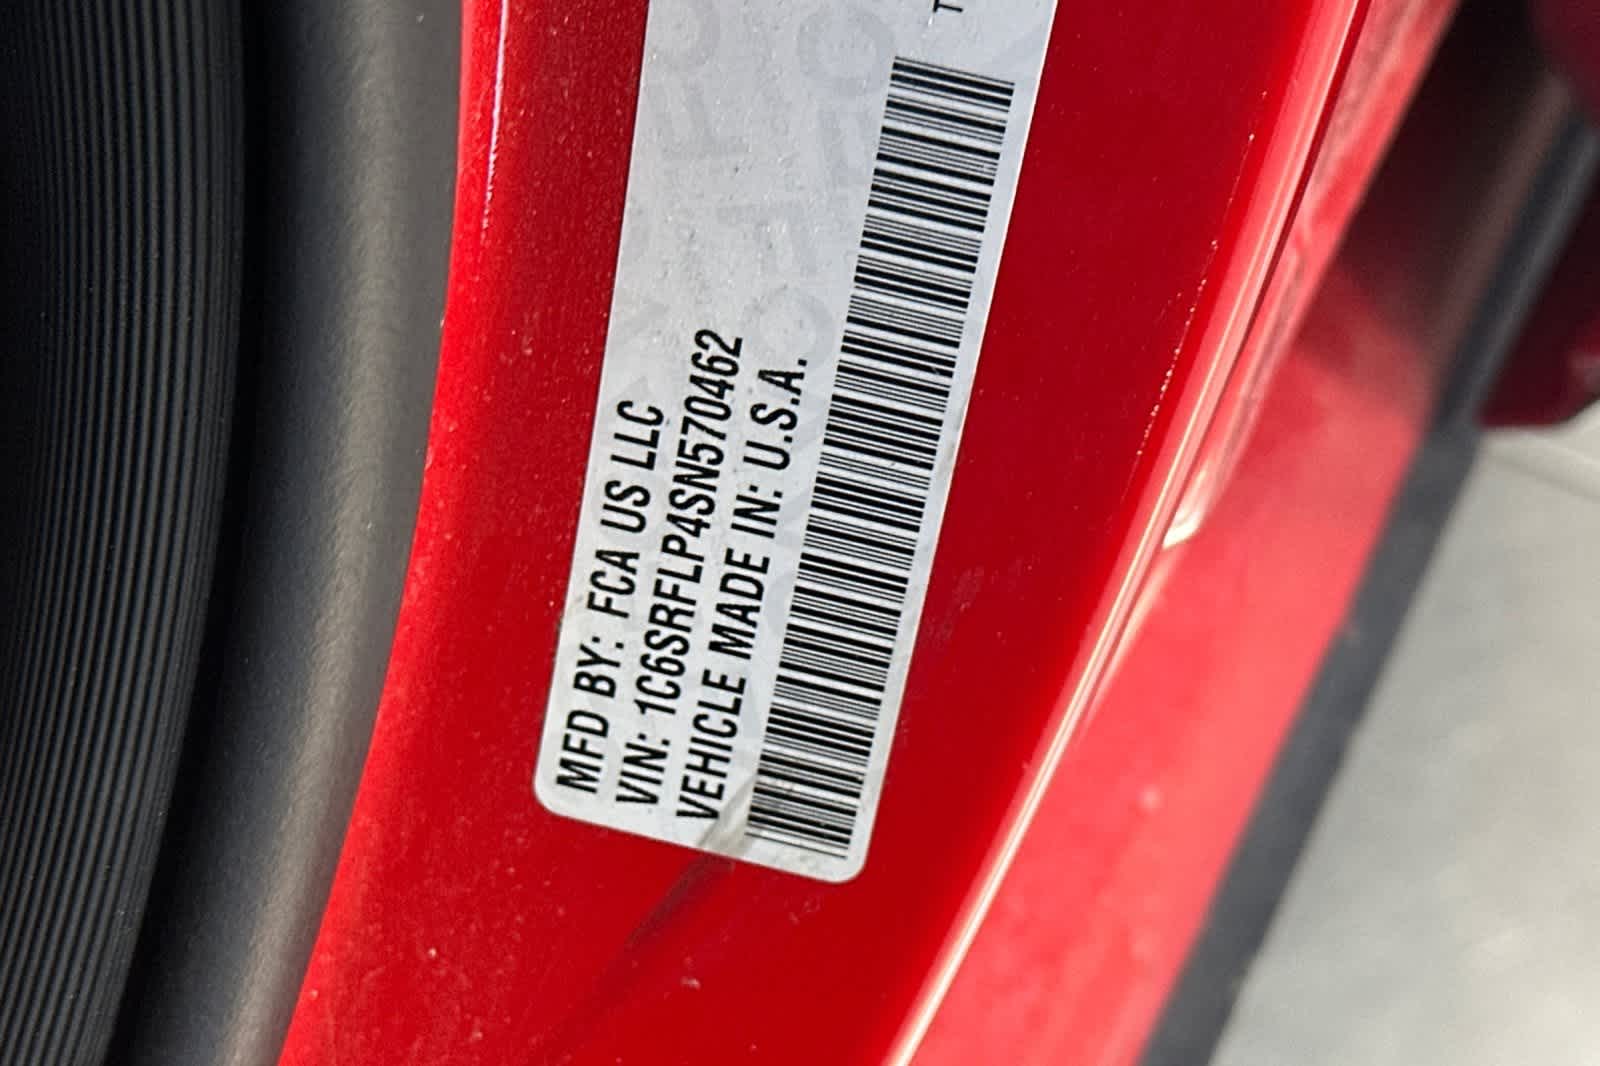 MFD BY: FCA US LLC
VIN: 1C6SRFLP4SN570462
VEHICLE MADE IN: U.S.A.